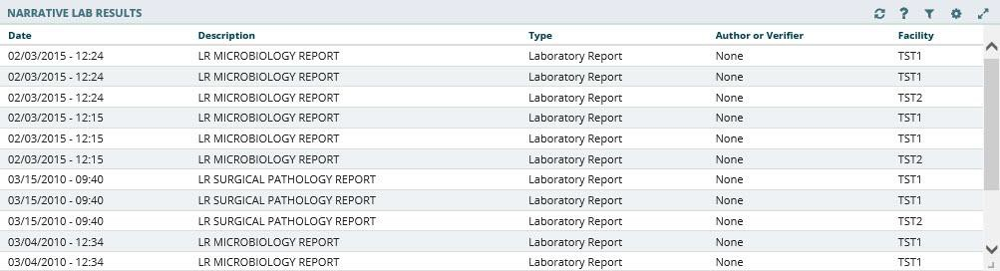 NARRATIVE LAB RESULTS
Date Description Type Author or Verifier Facility
02/03/2015 - 12:24 LR MICROBIOLOGY REPORT Laboratory Report None TST1
02/03/2015 - 12:24 LR MICROBIOLOGY REPORT Laboratory Report None TST1
02/03/2015 - 12:24 LR MICROBIOLOGY REPORT Laboratory Report None TST2
02/03/2015 - 12:15 LR MICROBIOLOGY REPORT Laboratory Report None TST1
02/03/2015 - 12:15 LR MICROBIOLOGY REPORT Laboratory Report None TST1
02/03/2015 - 12:15 LR MICROBIOLOGY REPORT Laboratory Report None TST2
03/15/2010 - 09:40 LR SURGICAL PATHOLOGY REPORT Laboratory Report None TST1
03/15/2010 - 09:40 LR SURGICAL PATHOLOGY REPORT Laboratory Report None TST1
03/15/2010 - 09:40 LR SURGICAL PATHOLOGY REPORT Laboratory Report None TST2
03/04/2010 - 12:34 LR MICROBIOLOGY REPORT Laboratory Report None TST1
03/04/2010 - 12:34 LR MICROBIOLOGY REPORT Laboratory Report None TST1